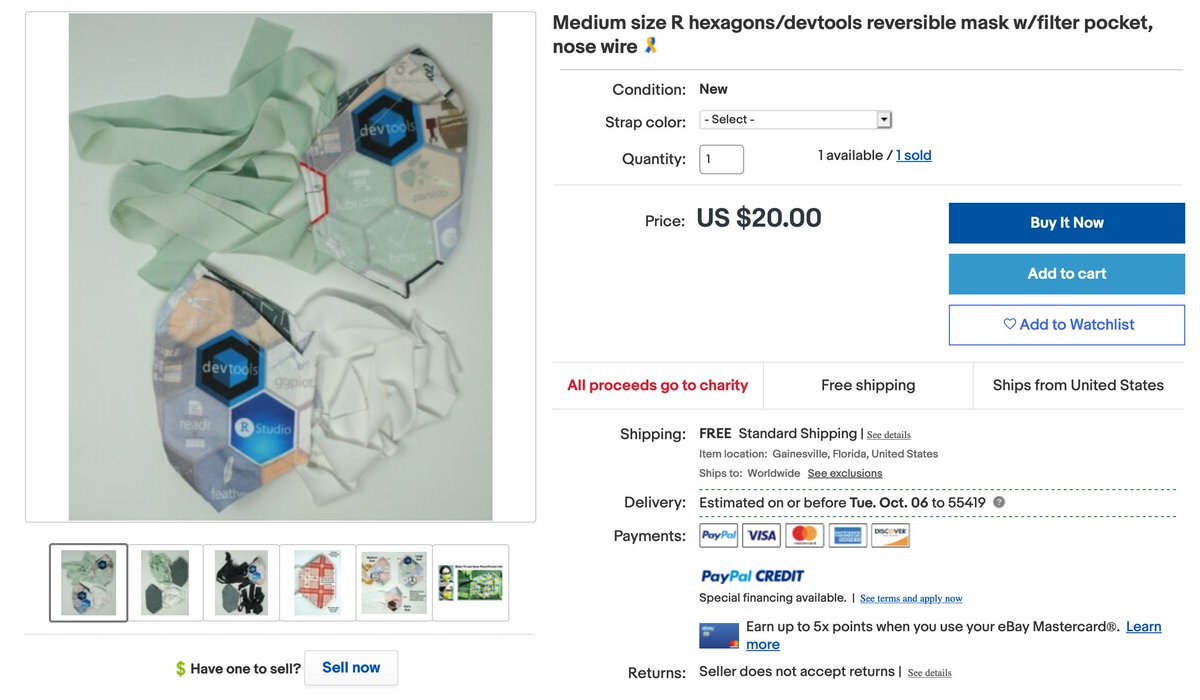 Medium size R hexagons/devtools reversible mask w/filter pocket,
nose wire
Condition: New
Strap color: - Select -
Quantity: 1
1 available / 1 sold
Price: US $20.00
Buy It Now
Add to cart
Add to Watchlist
All proceeds go to charity
Free shipping
Ships from United States
Shipping: FREE Standard Shipping | See details
Item location: Gainesville, Florida, United States
Ships to: Worldwide See exclusions
Delivery: Estimated on or before Tue. Oct. 06 to 55419
Payments: PayPal VISA DISCOVER
PayPal CREDIT
Special financing available. | See terms and apply now
Earn up to 5x points when you use your eBay Mastercard®. Learn
more
Returns: Seller does not accept returns | See details
devtools
parsnip
hms
devtools
ggplot
readr
R Studio
feath
$ Have one to sell? Sell now